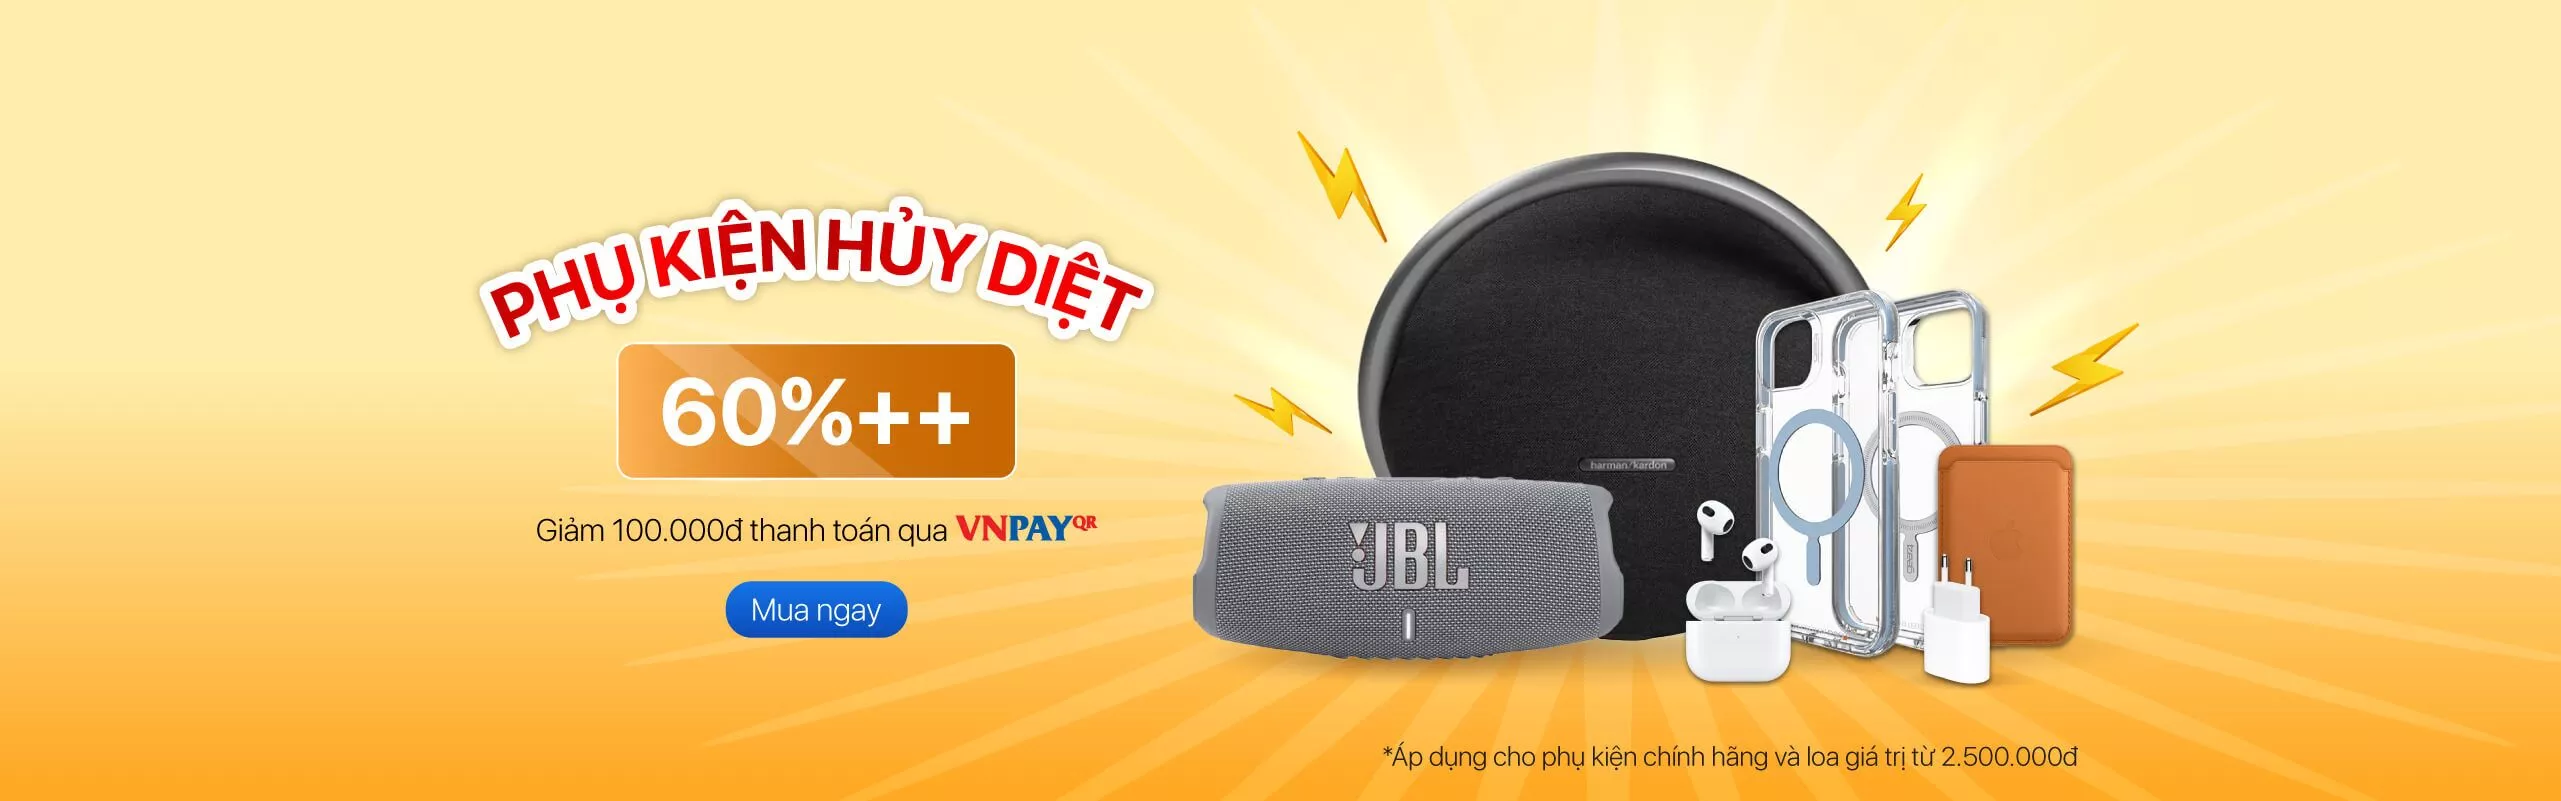 PHỤ KIỆN HỦY DIỆT
60%++
Giảm 100.000đ thanh toán qua VNPAYQR
Mua ngay
harman/kardon
JBL
gear4
*Áp dụng cho phụ kiện chính hãng và loa giá trị từ 2.500.000đ